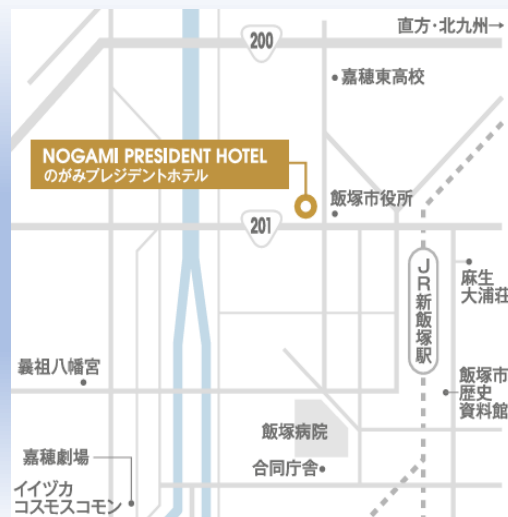 直方・北九州→
200
嘉穂東高校
NOGAMI PRESIDENT HOTEL
のがみプレジデントホテル
飯塚市役所
201
JR新飯塚駅
麻生
大浦荘
曩祖八幡宮
飯塚市
歴史
資料館
飯塚病院
嘉穂劇場
合同庁舎
イイヅカ
コスモスコモン